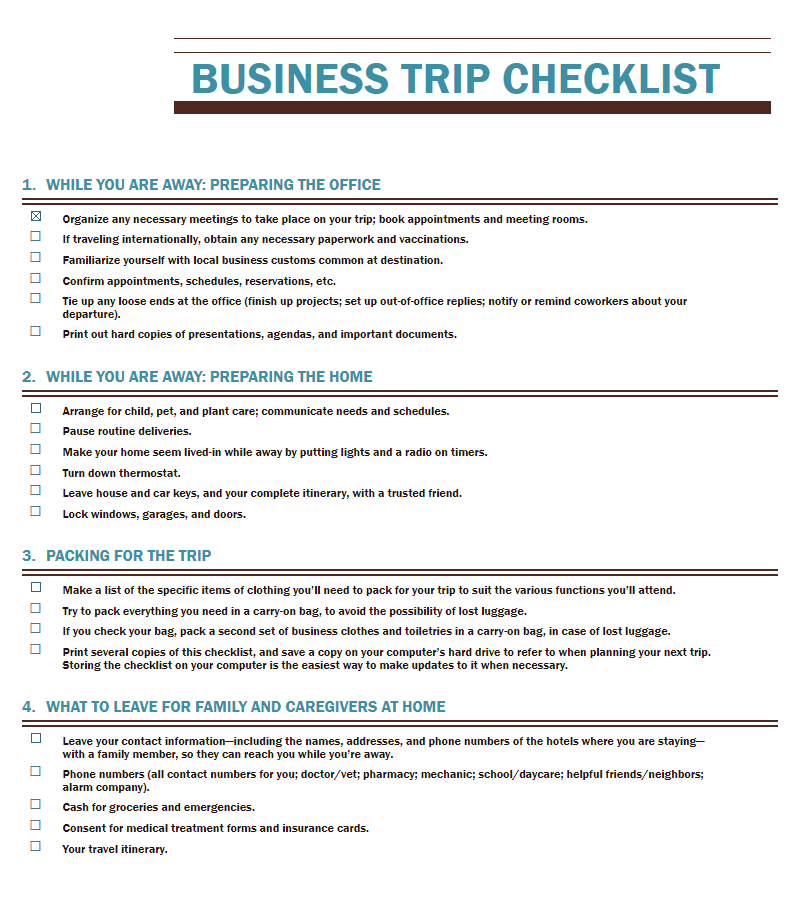 BUSINESS TRIP CHECKLIST
1. WHILE YOU ARE AWAY: PREPARING THE OFFICE
☒ Organize any necessary meetings to take place on your trip; book appointments and meeting rooms.
☐ If traveling internationally, obtain any necessary paperwork and vaccinations.
☐ Familiarize yourself with local business customs common at destination.
☐ Confirm appointments, schedules, reservations, etc.
☐ Tie up any loose ends at the office (finish up projects; set up out-of-office replies; notify or remind coworkers about your
departure).
☐ Print out hard copies of presentations, agendas, and important documents.
2. WHILE YOU ARE AWAY: PREPARING THE HOME
☐ Arrange for child, pet, and plant care; communicate needs and schedules.
☐ Pause routine deliveries.
☐ Make your home seem lived-in while away by putting lights and a radio on timers.
☐ Turn down thermostat.
☐ Leave house and car keys, and your complete itinerary, with a trusted friend.
☐ Lock windows, garages, and doors.
3. PACKING FOR THE TRIP
☐ Make a list of the specific items of clothing you'll need to pack for your trip to suit the various functions you'll attend.
☐ Try to pack everything you need in a carry-on bag, to avoid the possibility of lost luggage.
☐ If you check your bag, pack a second set of business clothes and toiletries in a carry-on bag, in case of lost luggage.
☐ Print several copies of this checklist, and save a copy on your computer's hard drive to refer to when planning your next trip.
Storing the checklist on your computer is the easiest way to make updates to it when necessary.
4. WHAT TO LEAVE FOR FAMILY AND CAREGIVERS AT HOME
☐ Leave your contact information—including the names, addresses, and phone numbers of the hotels where you are staying—
with a family member, so they can reach you while you're away.
☐ Phone numbers (all contact numbers for you; doctor/vet; pharmacy; mechanic; school/daycare; helpful friends/neighbors;
alarm company).
☐ Cash for groceries and emergencies.
☐ Consent for medical treatment forms and insurance cards.
☐ Your travel itinerary.